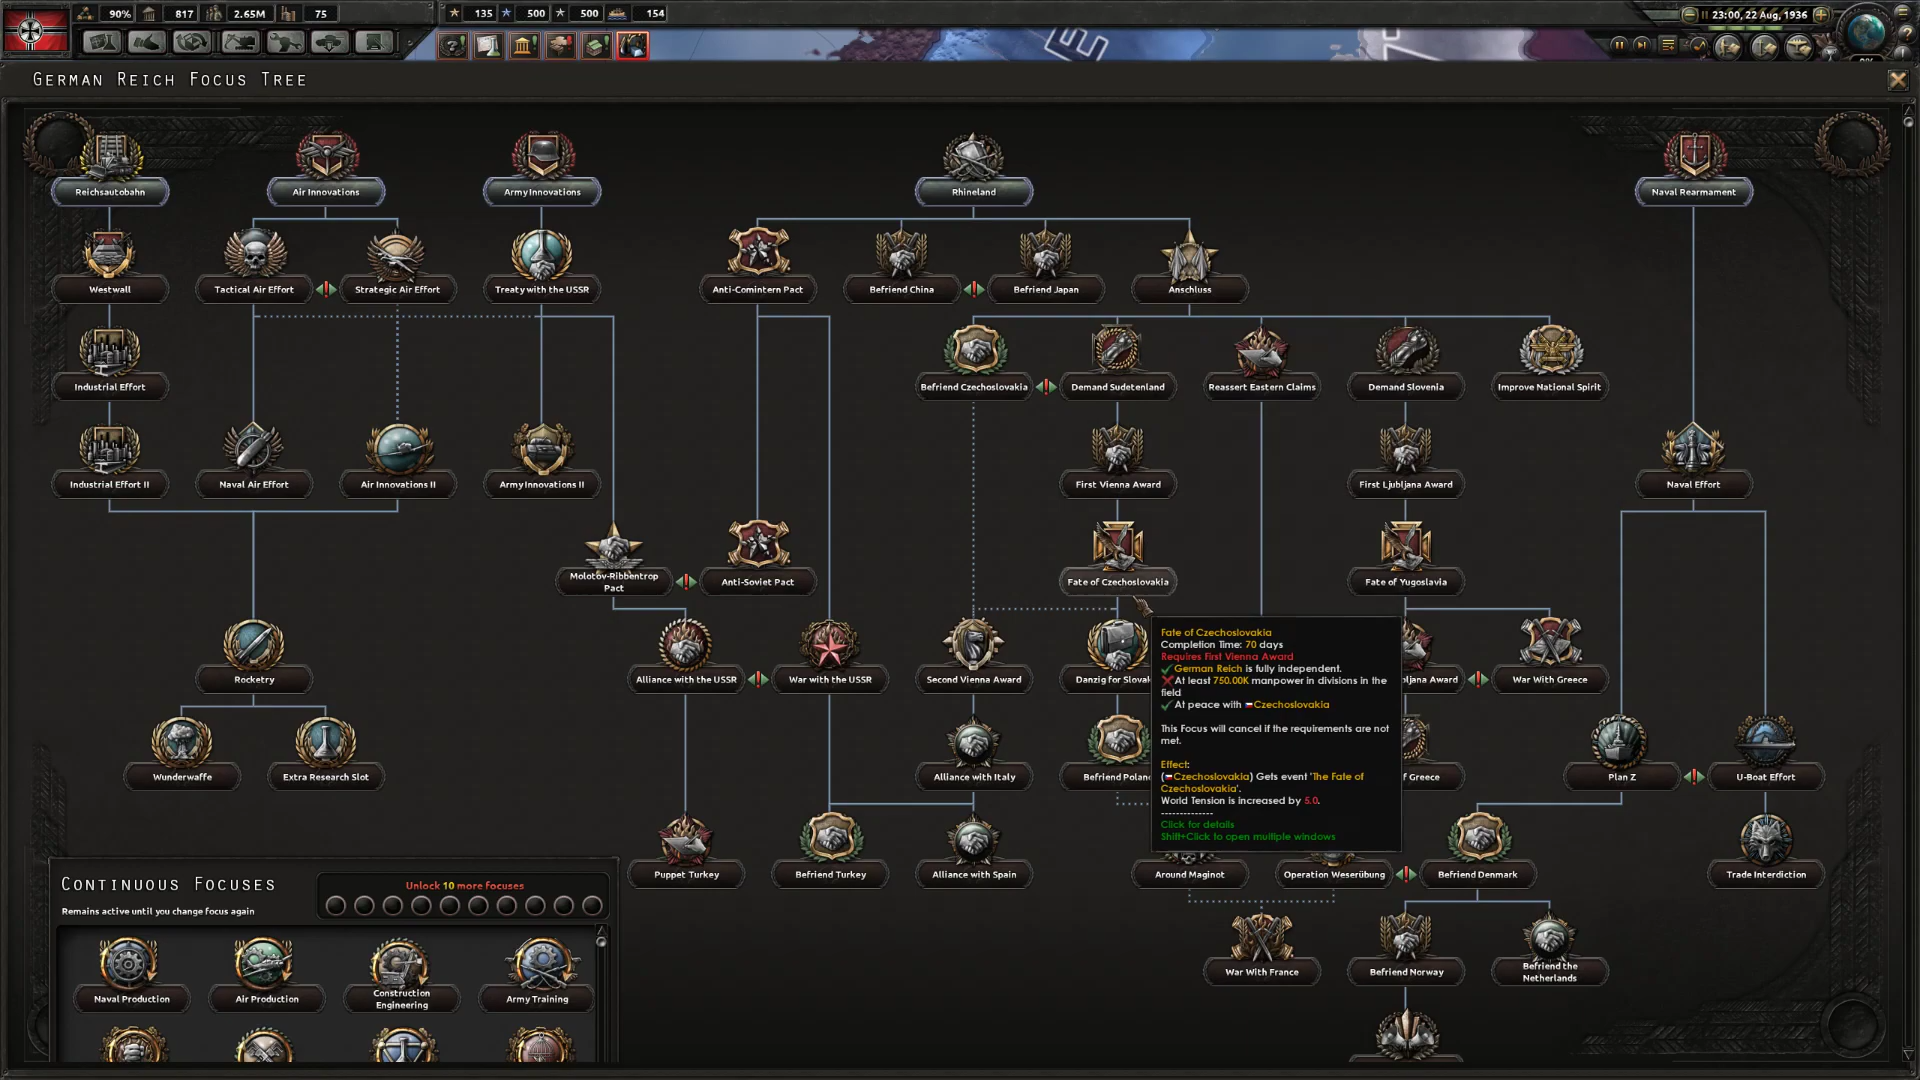 90%
817
2.65M
75
135
500
500
154
23:00, 22 Aug, 1936
German Reich Focus Tree
Reichsautobahn
Air Innovations
Army Innovations
Rhineland
Naval Rearmament
Westwall
Tactical Air Effort
Strategic Air Effort
Treaty with the USSR
Anti-Comintern Pact
Befriend China
Befriend Japan
Anschluss
Industrial Effort
Befriend Czechoslovakia
Demand Sudetenland
Reassert Eastern Claims
Demand Slovenia
Improve National Spirit
Industrial Effort II
Naval Air Effort
Air Innovations II
Army Innovations II
First Vienna Award
First Ljubljana Award
Naval Effort
Molotov-Ribbentrop
Pact
Anti-Soviet Pact
Fate of Czechoslovakia
Fate of Yugoslavia
Rocketry
Alliance with the USSR
War with the USSR
Second Vienna Award
Danzig for Slovak
ljana Award
War With Greece
Fate of Czechoslovakia
Completion Time: 70 days
Requires First Vienna Award
German Reich is fully independent.
At least 750.00K manpower in divisions in the
field
At peace with Czechoslovakia
This Focus will cancel if the requirements are not
met.
Effect:
(Czechoslovakia) Gets event 'The Fate of
Czechoslovakia'.
World Tension is increased by 5.0.
--------------
Click for details
Shift+Click to open multiple windows
Wunderwaffe
Extra Research Slot
Alliance with Italy
Befriend Poland
f Greece
Plan Z
U-Boat Effort
Puppet Turkey
Befriend Turkey
Alliance with Spain
Around Maginot
Operation Weserübung
Befriend Denmark
Trade Interdiction
War With France
Befriend Norway
Befriend the
Netherlands
Continuous Focuses
Unlock 10 more focuses
Remains active until you change focus again
Naval Production
Air Production
Construction
Engineering
Army Training